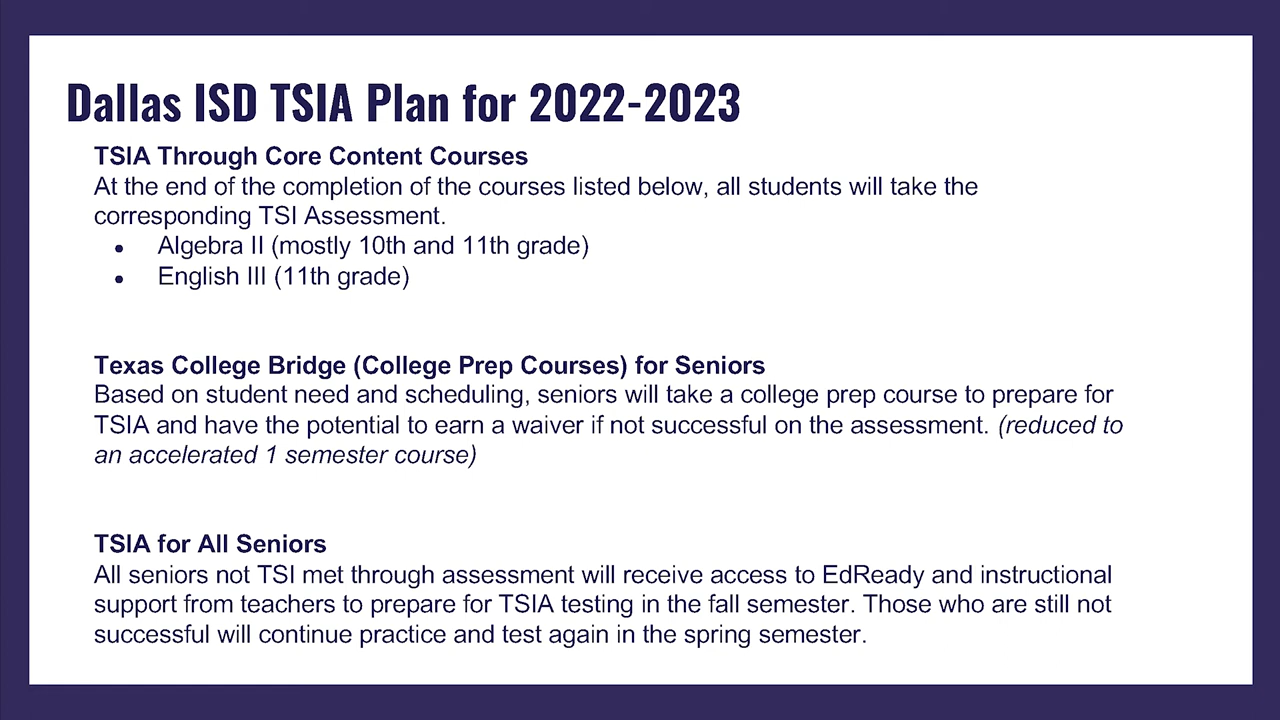 Dallas ISD TSIA Plan for 2022-2023
TSIA Through Core Content Courses
At the end of the completion of the courses listed below, all students will take the
corresponding TSI Assessment.
● Algebra II (mostly 10th and 11th grade)
● English III (11th grade)
Texas College Bridge (College Prep Courses) for Seniors
Based on student need and scheduling, seniors will take a college prep course to prepare for
TSIA and have the potential to earn a waiver if not successful on the assessment. (reduced to
an accelerated 1 semester course)
TSIA for All Seniors
All seniors not TSI met through assessment will receive access to EdReady and instructional
support from teachers to prepare for TSIA testing in the fall semester. Those who are still not
successful will continue practice and test again in the spring semester.